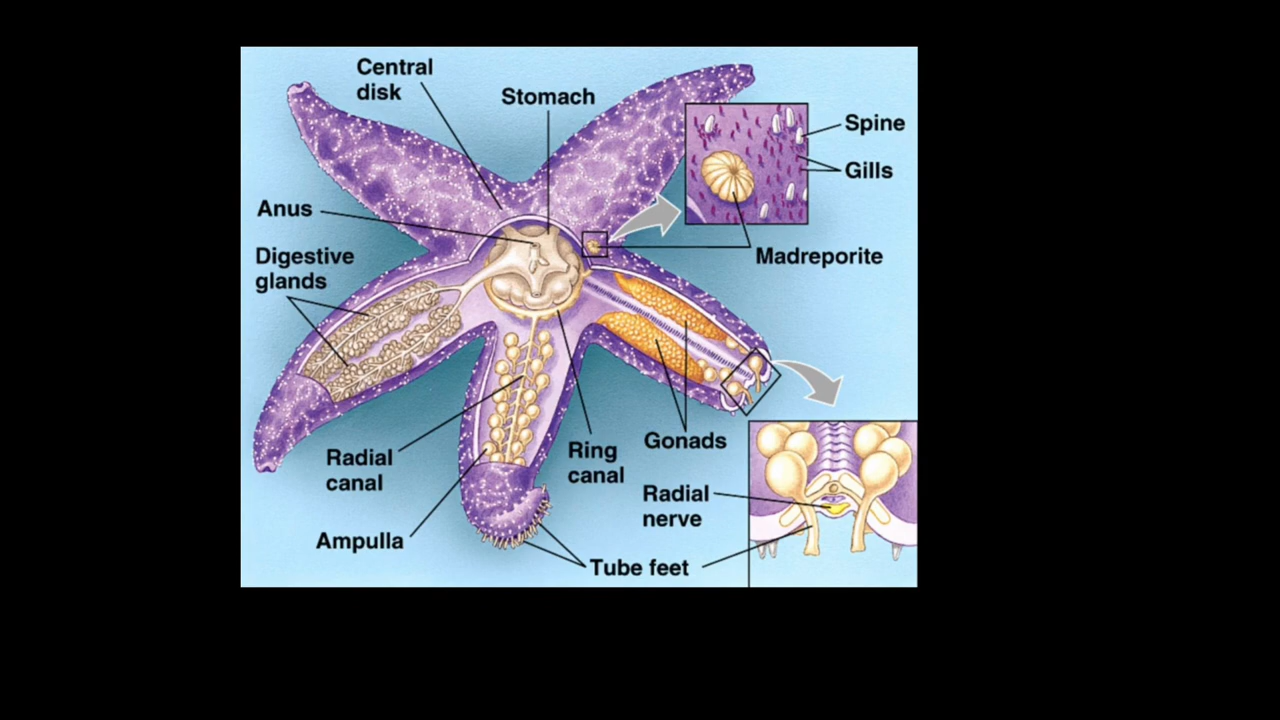 Central
disk
Stomach
Spine
Gills
Anus
Digestive
glands
Madreporite
Radial
canal
Ring
canal
Gonads
Radial
nerve
Ampulla
Tube feet